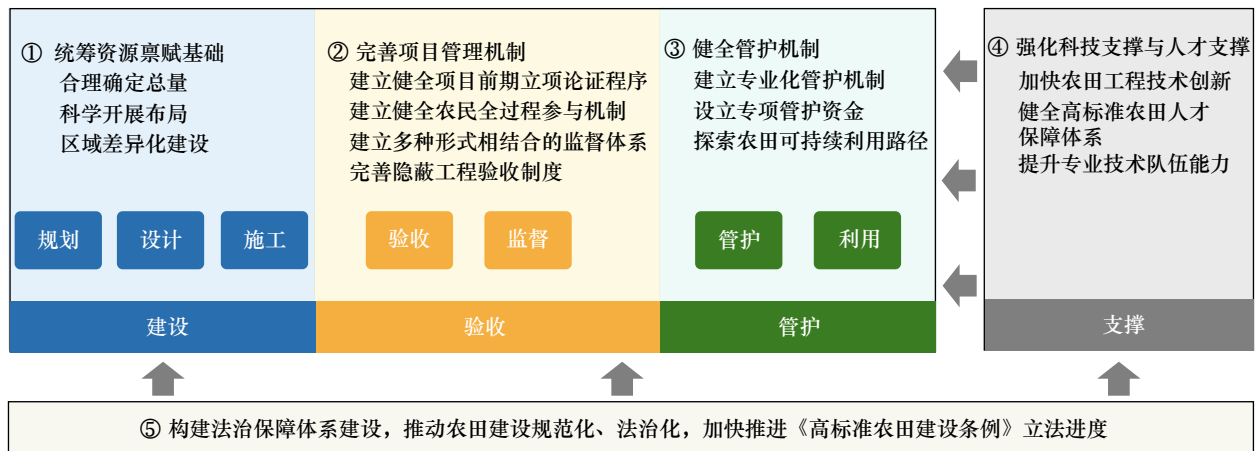 ① 统筹资源禀赋基础
合理确定总量
科学开展布局
区域差异化建设
规划
设计
施工
建设
② 完善项目管理机制
建立健全项目前期立项论证程序
建立健全农民全过程参与机制
建立多种形式相结合的监督体系
完善隐蔽工程验收制度
验收
监督
验收
③ 健全管护机制
建立专业化管护机制
设立专项管护资金
探索农田可持续利用路径
管护
利用
管护
④ 强化科技支撑与人才支撑
加快农田工程技术创新
健全高标准农田人才
保障体系
提升专业技术队伍能力
支撑
⑤ 构建法治保障体系建设，推动农田建设规范化、法治化，加快推进《高标准农田建设条例》立法进度